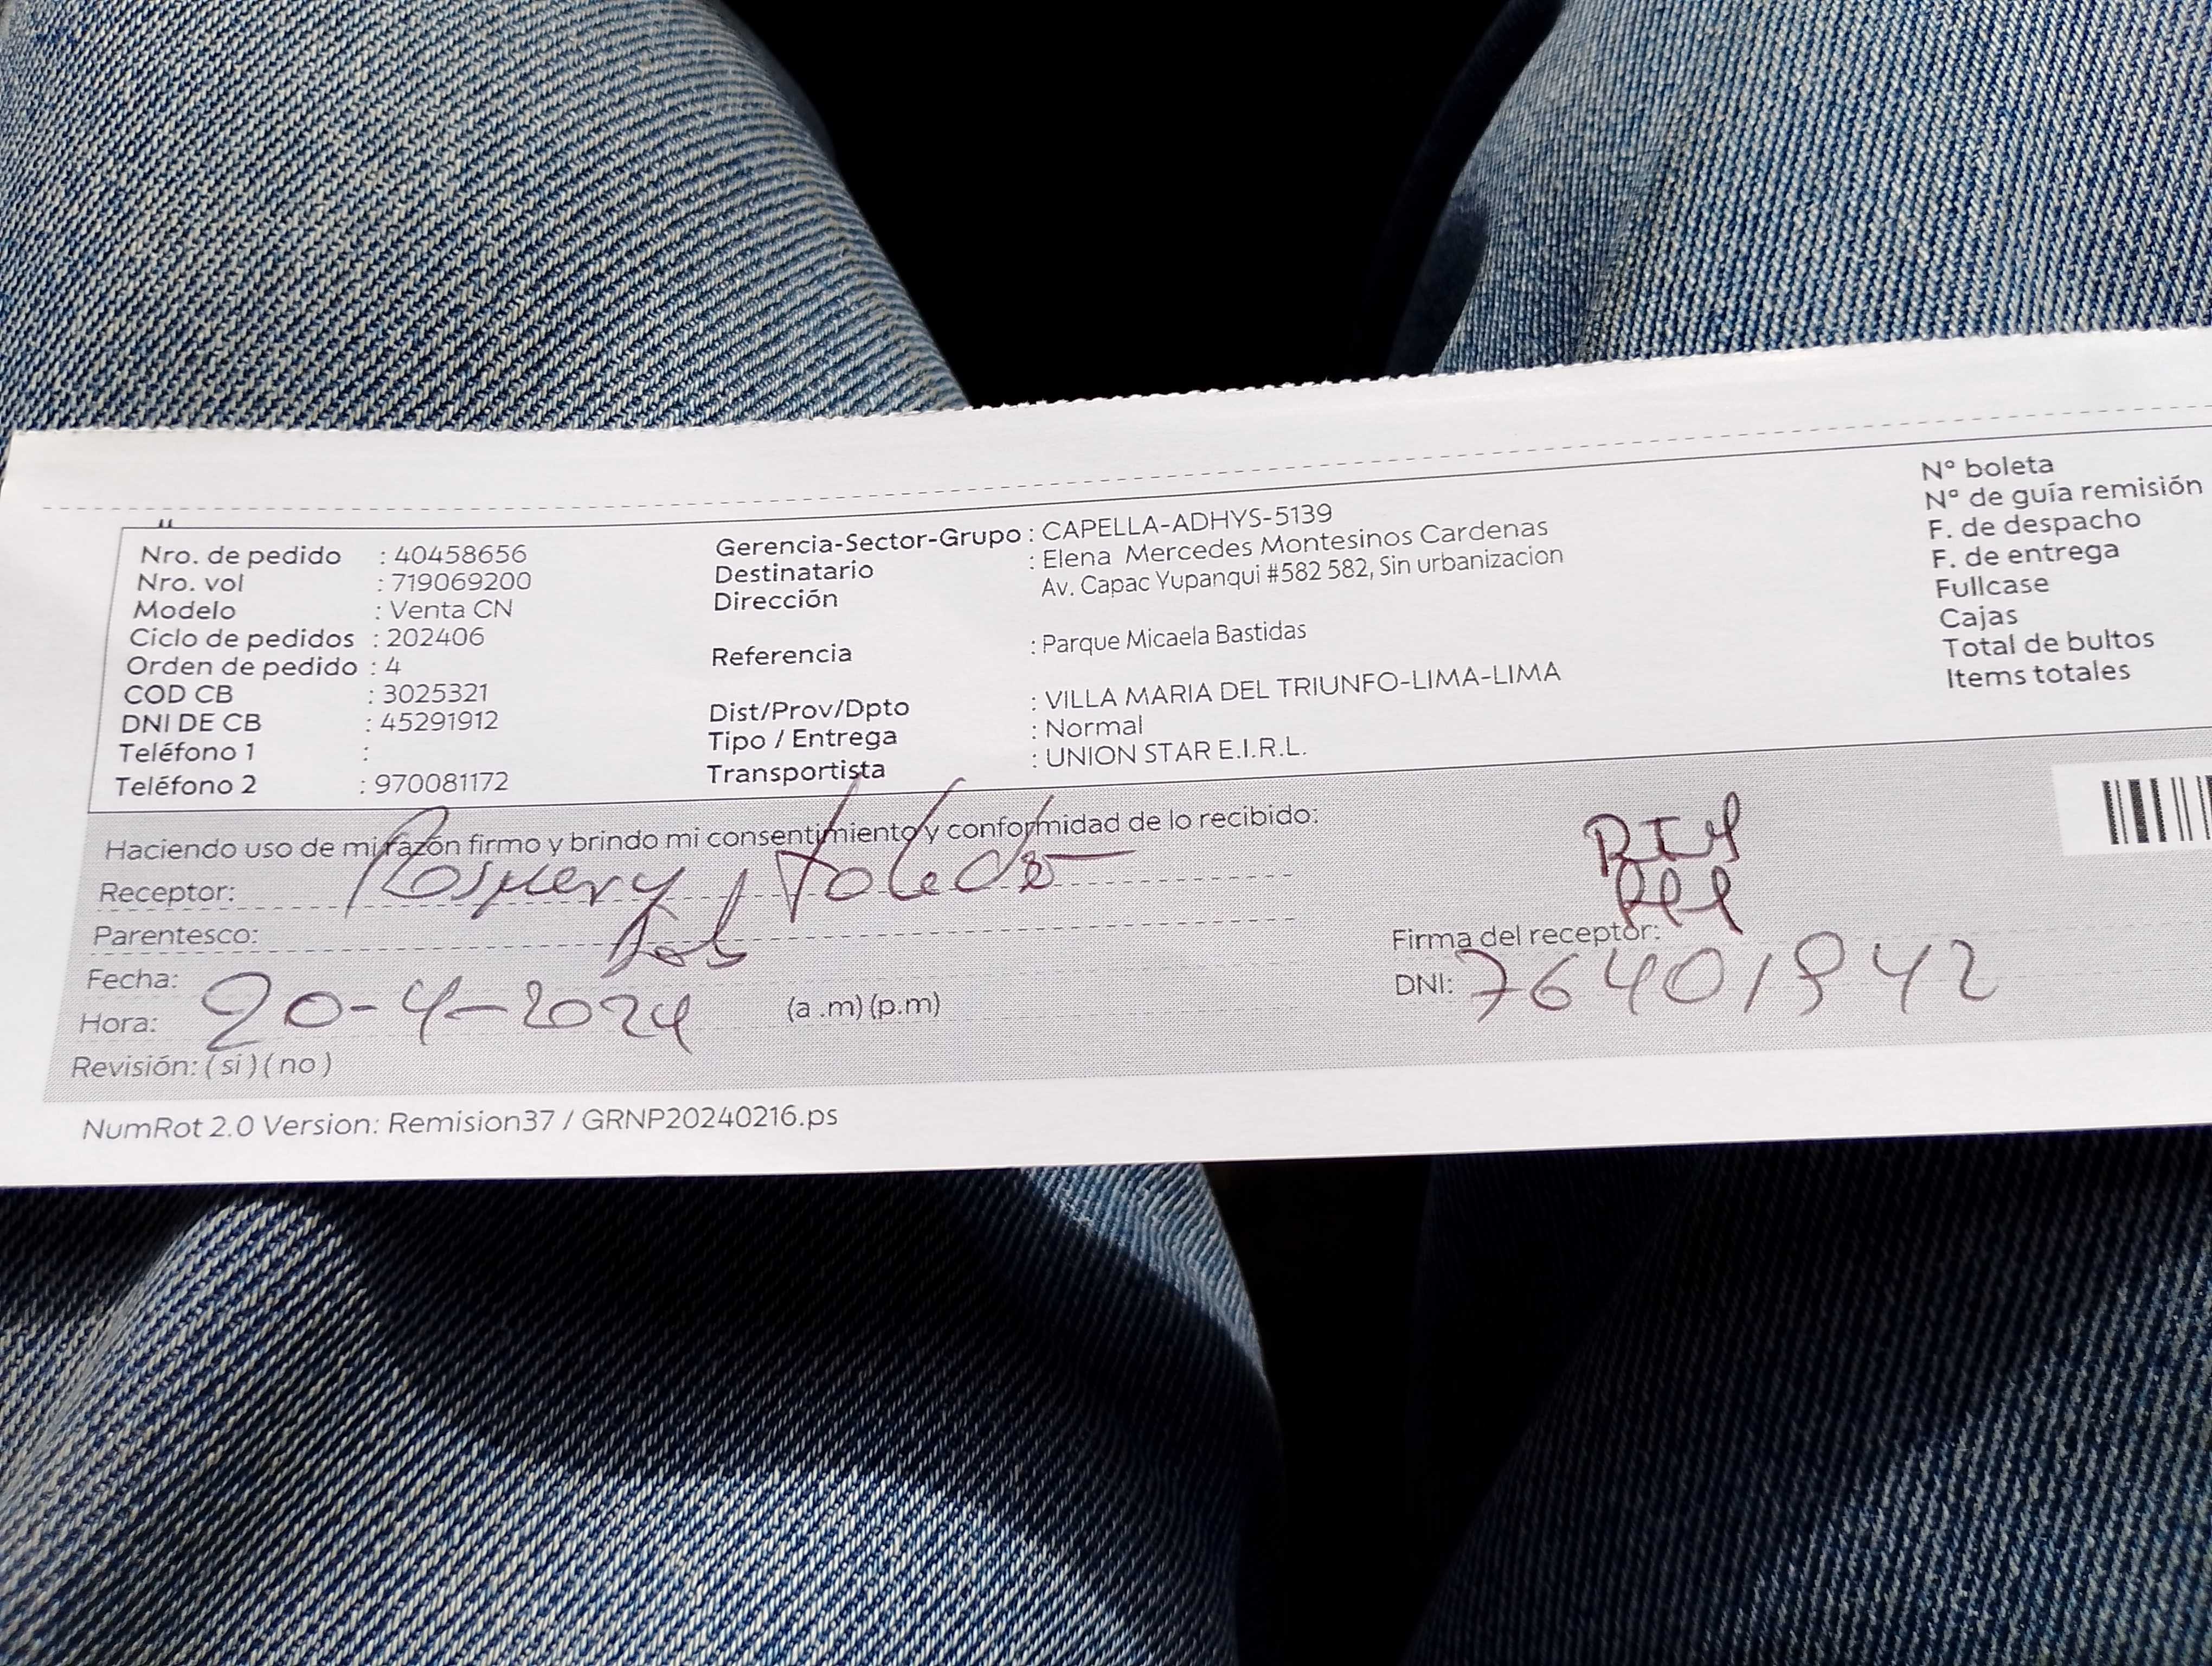 Nro. de pedido : 40458656
Nro. vol : 719069200
Modelo : Venta CN
Ciclo de pedidos : 202406
Orden de pedido : 4
COD CB : 3025321
DNI DE CB : 45291912
Teléfono 1 :
Teléfono 2 : 970081172
Gerencia-Sector-Grupo : CAPELLA-ADHYS-5139
Destinatario : Elena Mercedes Montesinos Cardenas
Dirección Av. Capac Yupanqui #582 582, Sin urbanizacion
Referencia : Parque Micaela Bastidas
Dist/Prov/Dpto : VILLA MARIA DEL TRIUNFO-LIMA-LIMA
Tipo / Entrega : Normal
Transportista : UNION STAR E.I.R.L.
N° boleta
N° de guía remisión
F. de despacho
F. de entrega
Fullcase
Cajas
Total de bultos
Items totales
Haciendo uso de mi razón firmo y brindo mi consentimiento y conformidad de lo recibido:
Receptor: Toledo
Parentesco:
Fecha: 20-4-2024
Hora: (a .m) (p.m)
Revisión: ( si ) ( no )
Firma del receptor:
DNI: 76401942
NumRot 2.0 Version: Remision37 / GRNP20240216.ps